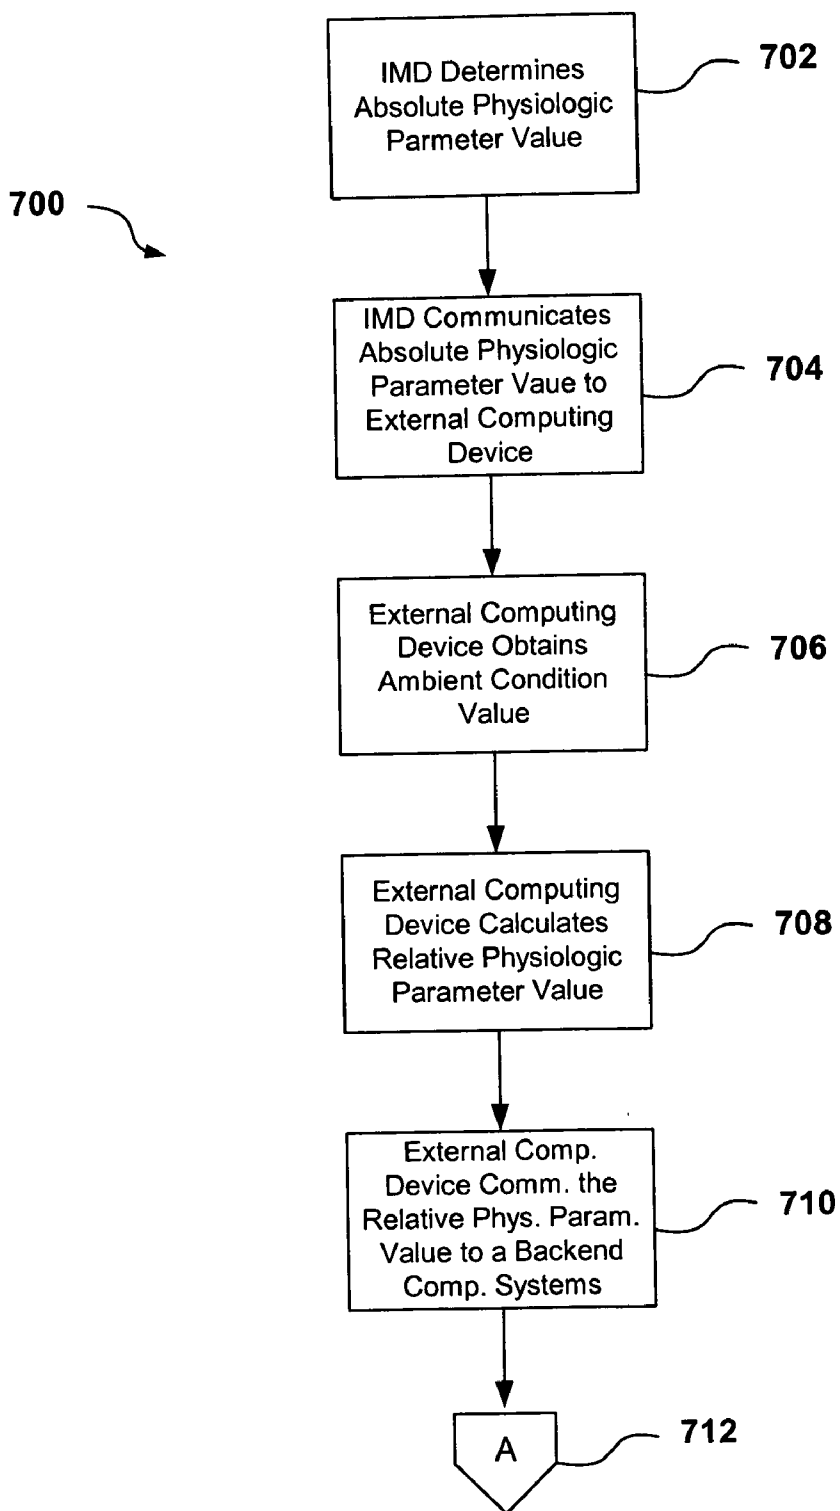 IMD Determines
Absolute Physiologic
Parmeter Value
702
700
IMD Communicates
Absolute Physiologic
Parameter Vaue to
External Computing
Device
704
External Computing
Device Obtains
Ambient Condition
Value
706
External Computing
Device Calculates
Relative Physiologic
Parameter Value
708
External Comp.
Device Comm. the
Relative Phys. Param.
Value to a Backend
Comp. Systems
710
A
712